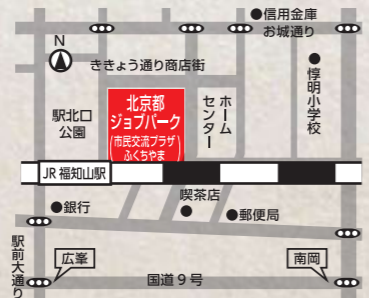 ●信用金庫
お城通り
N
ききょう通り商店街
●惇明小学校
駅北口
公園
北京都
ジョブパーク
(市民交流プラザ
ふくちやま)
ホーム
センター
JR福知山駅
●銀行
喫茶店
●
●郵便局
駅前大通り
広峯
南岡
国道9号